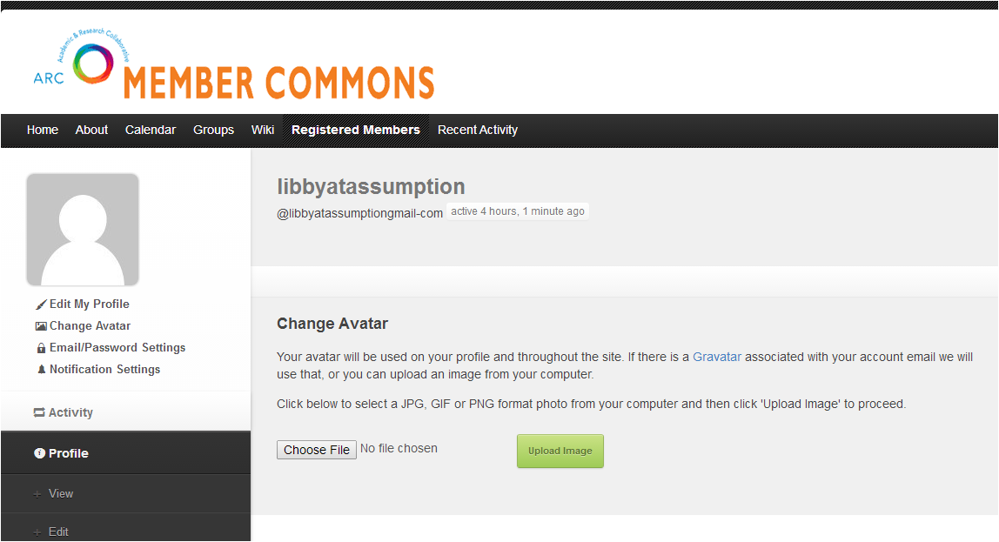 Academic & Research Collaborative
ARC
MEMBER COMMONS
Home About Calendar Groups Wiki Registered Members Recent Activity
libbyatassumption
@libbyatassumptiongmail-com active 4 hours, 1 minute ago
Edit My Profile
Change Avatar
Email/Password Settings
Notification Settings
Activity
Profile
View
Edit
Change Avatar
Your avatar will be used on your profile and throughout the site. If there is a Gravatar associated with your account email we will
use that, or you can upload an image from your computer.
Click below to select a JPG, GIF or PNG format photo from your computer and then click 'Upload Image' to proceed.
Choose File No file chosen Upload Image